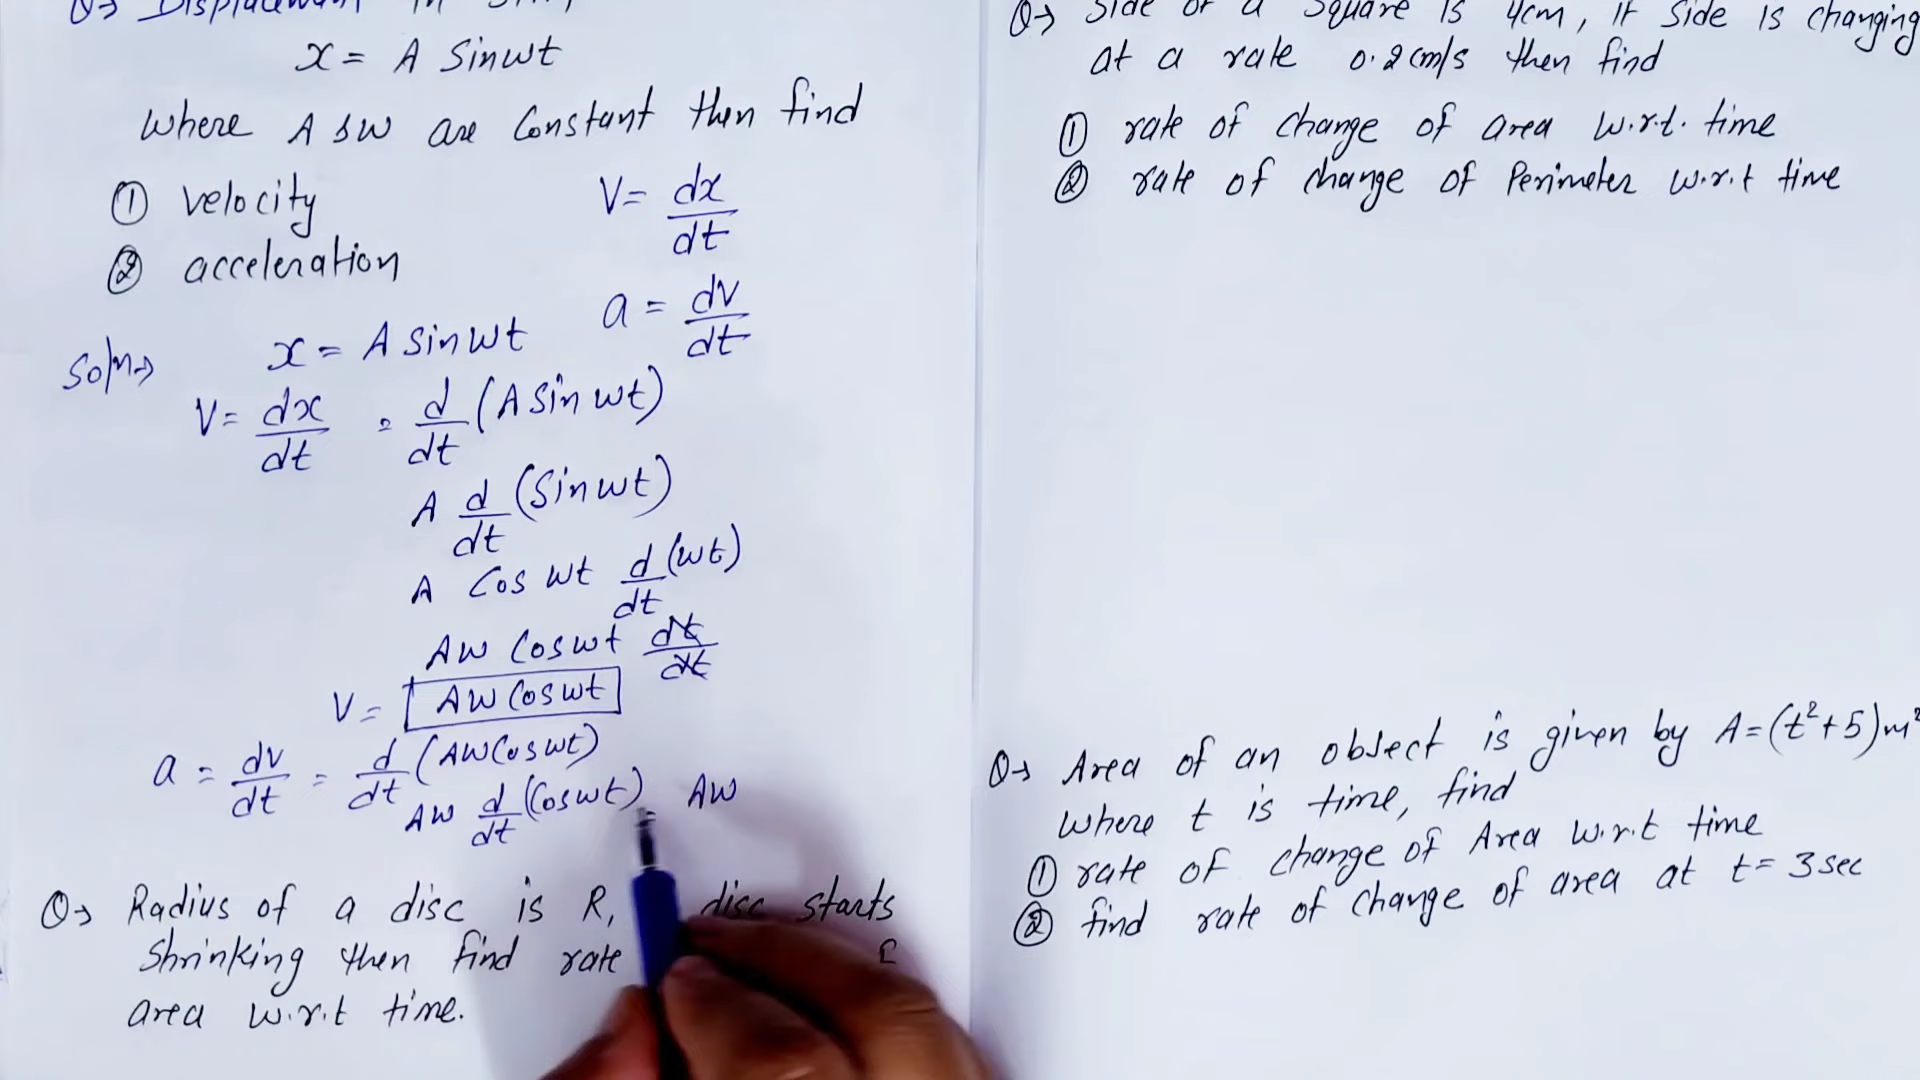 Q→ Displacement in
x = A Sinwt
where A & w are Constant then find
① velocity
② acceleration
V = dx/dt
a = dv/dt
Soln→ x = A Sinwt
V = dx/dt = d/dt (A Sin wt)
A d/dt (Sinwt)
A Cos wt d/dt (wt)
Aw Coswt dt/dt
V = Aw Coswt
a = dv/dt = d/dt (Aw Coswt)
Aw d/dt (Coswt) Aw
Q→ Radius of a disc is R, disc starts
Shrinking then find rate
area w.r.t time.
Q→ Side of a Square is 4cm, if Side is changing
at a rate 0.2cm/s then find
① rate of change of area w.r.t. time
② rate of change of Perimeter w.r.t time
Q→ Area of an object is given by A=(t²+5)m²
where t is time, find
① rate of change of Area w.r.t time
② find rate of change of area at t= 3sec